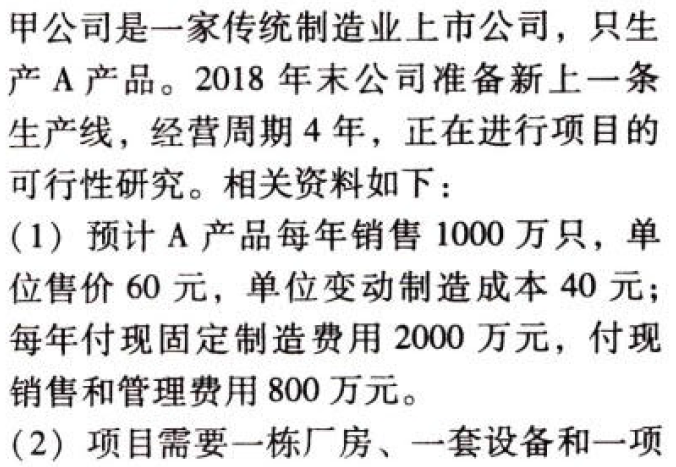 甲公司是一家传统制造业上市公司，只生
产 A 产品。2018 年末公司准备新上一条
生产线，经营周期 4 年，正在进行项目的
可行性研究。相关资料如下：
(1) 预计 A 产品每年销售 1000 万只，单
位售价 60 元，单位变动制造成本 40 元；
每年付现固定制造费用 2000 万元，付现
销售和管理费用 800 万元。
(2) 项目需要一栋厂房、一套设备和一项